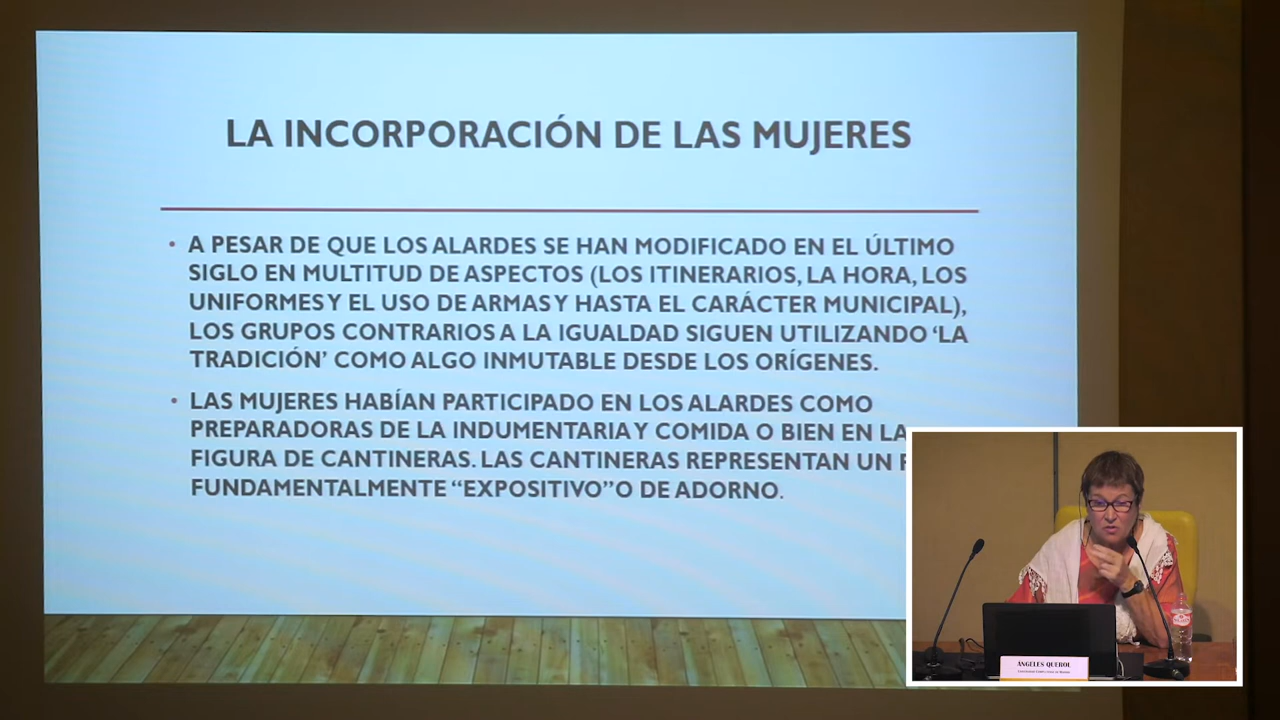 LA INCORPORACIÓN DE LAS MUJERES
• A PESAR DE QUE LOS ALARDES SE HAN MODIFICADO EN EL ÚLTIMO
SIGLO EN MULTITUD DE ASPECTOS (LOS ITINERARIOS, LA HORA, LOS
UNIFORMES Y EL USO DE ARMAS Y HASTA EL CARÁCTER MUNICIPAL),
LOS GRUPOS CONTRARIOS A LA IGUALDAD SIGUEN UTILIZANDO ‘LA
TRADICIÓN’ COMO ALGO INMUTABLE DESDE LOS ORÍGENES.
• LAS MUJERES HABÍAN PARTICIPADO EN LOS ALARDES COMO
PREPARADORAS DE LA INDUMENTARIA Y COMIDA O BIEN EN LA
FIGURA DE CANTINERAS. LAS CANTINERAS REPRESENTAN UN
FUNDAMENTALMENTE “EXPOSITIVO” O DE ADORNO.
ÁNGELES QUEROL